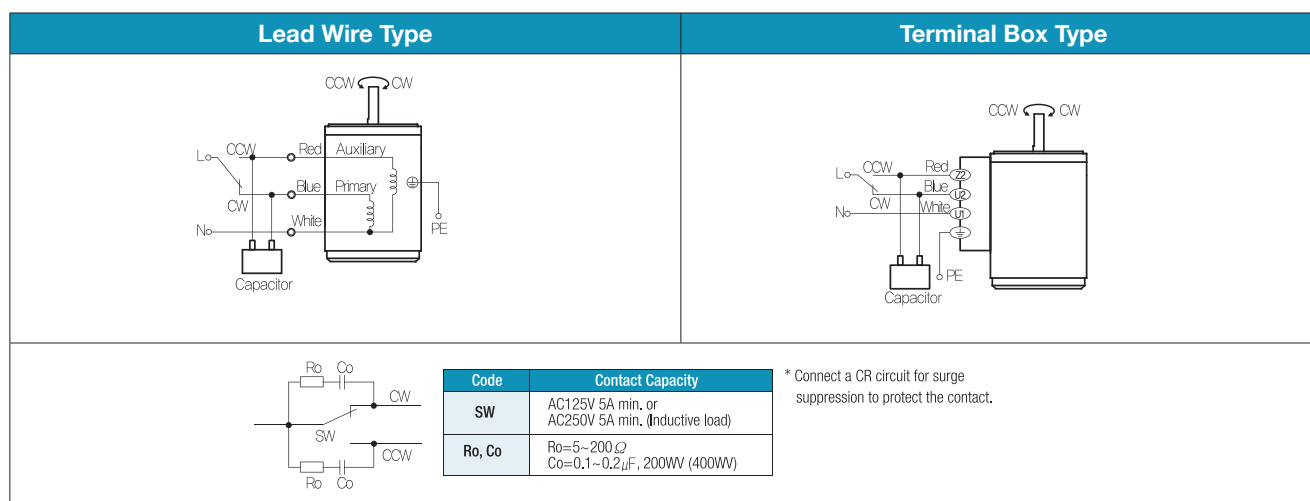 Lead Wire Type
Terminal Box Type
CCW CW
L CCW Red Auxiliary
Blue Primary
CW
White
N
PE
Capacitor
CCW CW
CCW Red Z2
L Blue U2
CW
N White U1
PE
Capacitor
Ro Co
CW
SW
CCW
Ro Co
Code Contact Capacity
SW AC125V 5A min. or
AC250V 5A min. (Inductive load)
Ro, Co Ro=5~200Ω
Co=0.1~0.2μF, 200WV (400WV)
* Connect a CR circuit for surge
suppression to protect the contact.